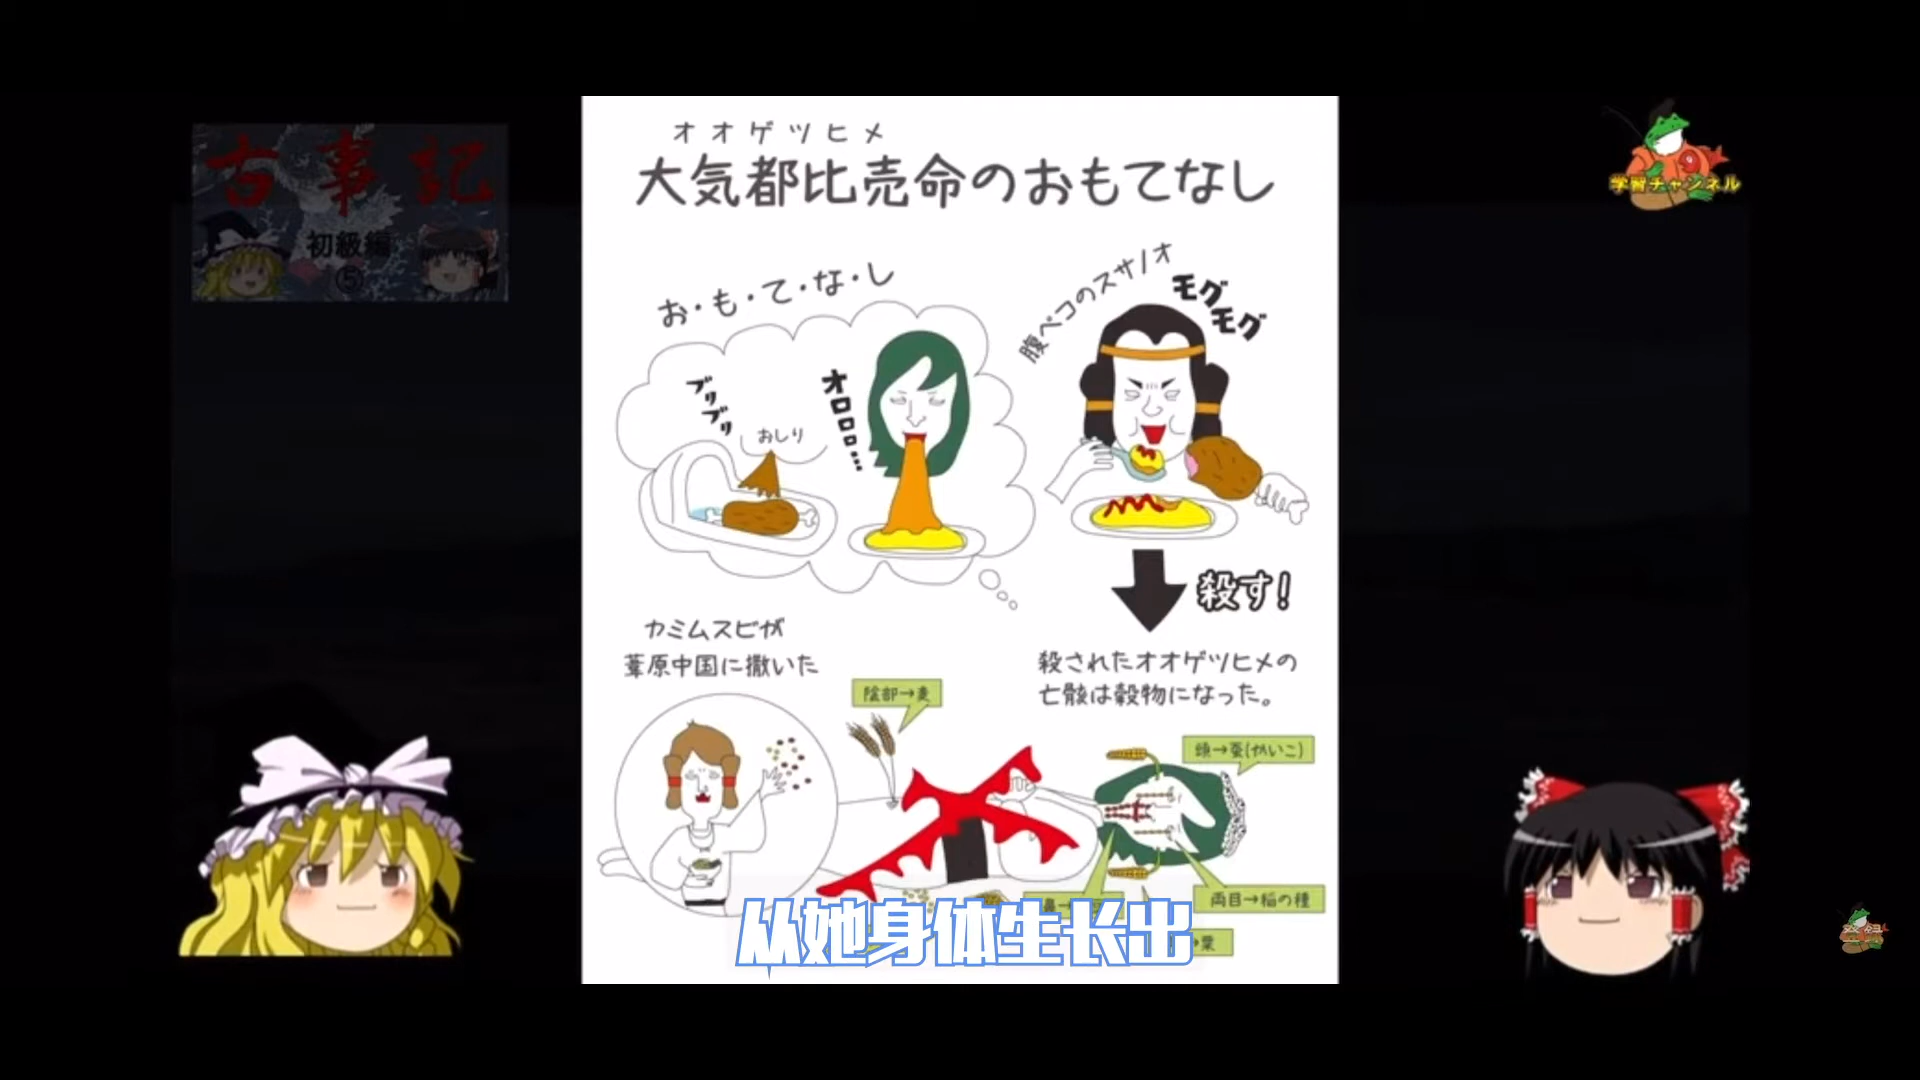 古事記
初級編
⑤
学習チャンネル
オオゲツヒメ
大気都比売命のおもてなし
お・も・て・な・し
腹ペコのスサノオ
モグ
モグ
ブリ
ブリ
おしり
オロロロ…
殺す!
カミムスビが
葦原中国に撒いた
殺されたオオゲツヒメの
亡骸は穀物になった。
陰部→麦
頭→蚕(かいこ)
両目→稲の種
鼻→
→粟
从她身体生长出